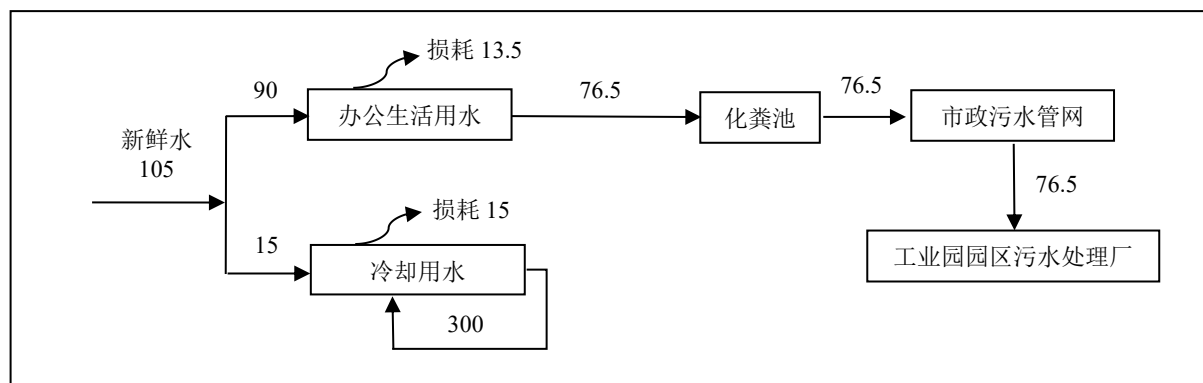 损耗 13.5
90
办公生活用水
76.5
化粪池
76.5
市政污水管网
新鲜水
105
76.5
损耗 15
15
冷却用水
工业园园区污水处理厂
300